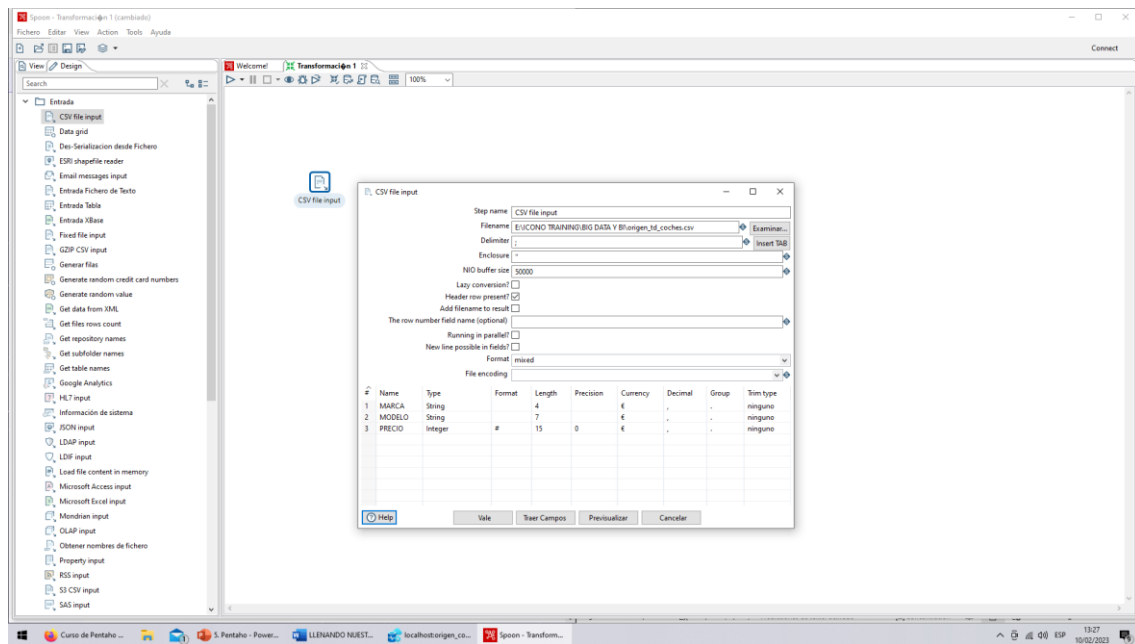 Spoon - Transformaci�n 1 (cambiado)
Fichero Editar View Action Tools Ayuda
Connect
View Design
Welcome! Transformaci�n 1
Search
100%
Entrada
CSV file input
Data grid
Des-Serializacion desde Fichero
ESRI shapefile reader
Email messages input
Entrada Fichero de Texto
Entrada Tabla
Entrada XBase
Fixed file input
GZIP CSV input
Generar filas
Generate random credit card numbers
Generate random value
Get data from XML
Get files rows count
Get repository names
Get subfolder names
Get table names
Google Analytics
HL7 input
Información de sistema
JSON input
LDAP input
LDIF input
Load file content in memory
Microsoft Access input
Microsoft Excel input
Mondrian input
OLAP input
Obtener nombres de fichero
Property input
RSS input
S3 CSV input
SAS input
CSV file input
CSV file input
Step name CSV file input
Filename E:\ICONO TRAINING\BIG DATA Y BI\origen_td_coches.csv Examinar...
Delimiter ; Insert TAB
Enclosure "
NIO buffer size 50000
Lazy conversion?
Header row present?
Add filename to result
The row number field name (optional)
Running in parallel?
New line possible in fields?
Format mixed
File encoding
# Name Type Format Length Precision Currency Decimal Group Trim type
1 MARCA String 4 € , . ninguno
2 MODELO String 7 € , . ninguno
3 PRECIO Integer # 15 0 € , . ninguno
Help Vale Traer Campos Previsualizar Cancelar
Curso de Pentaho ... 5. Pentaho - Power... LLENANDO NUEST... localhost:origen_co... Spoon - Transform... ESP 13:27
10/02/2023